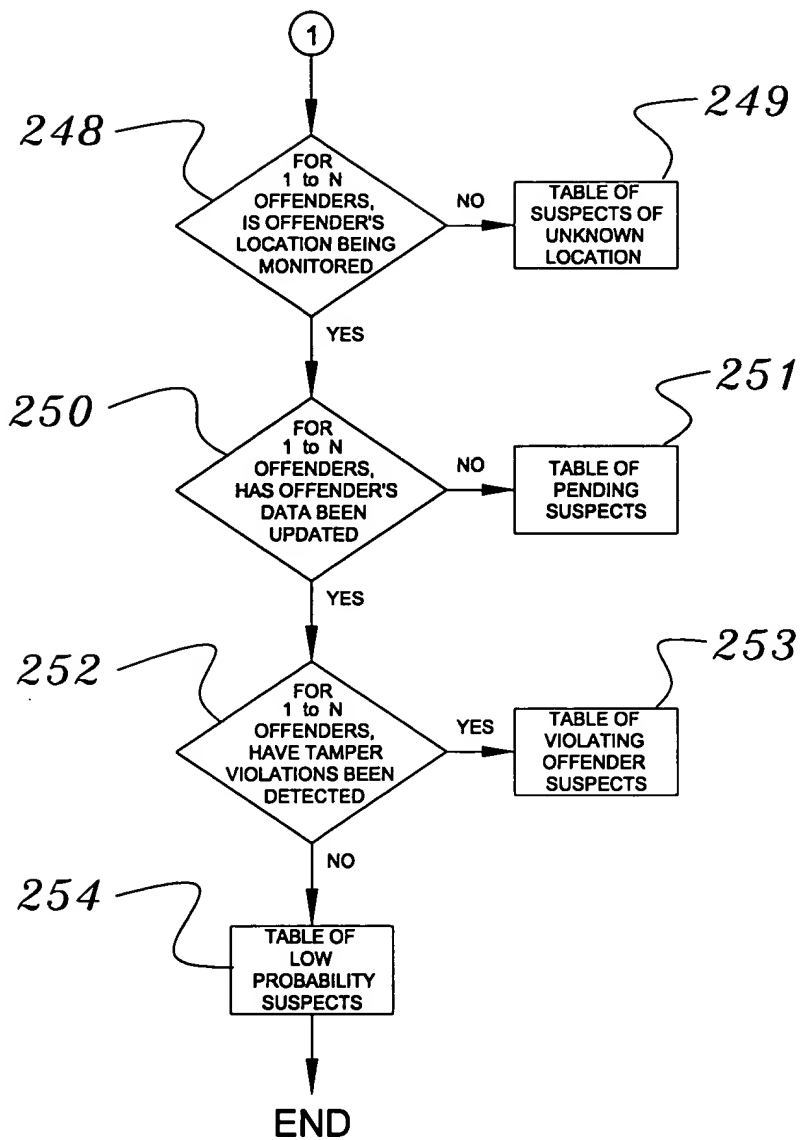 1
248
FOR
1 to N
OFFENDERS,
IS OFFENDER'S
LOCATION BEING
MONITORED
NO
249
TABLE OF
SUSPECTS OF
UNKNOWN
LOCATION
YES
250
FOR
1 to N
OFFENDERS,
HAS OFFENDER'S
DATA BEEN
UPDATED
NO
251
TABLE OF
PENDING
SUSPECTS
YES
252
FOR
1 to N
OFFENDERS,
HAVE TAMPER
VIOLATIONS BEEN
DETECTED
YES
253
TABLE OF
VIOLATING
OFFENDER
SUSPECTS
NO
254
TABLE OF
LOW
PROBABILITY
SUSPECTS
END